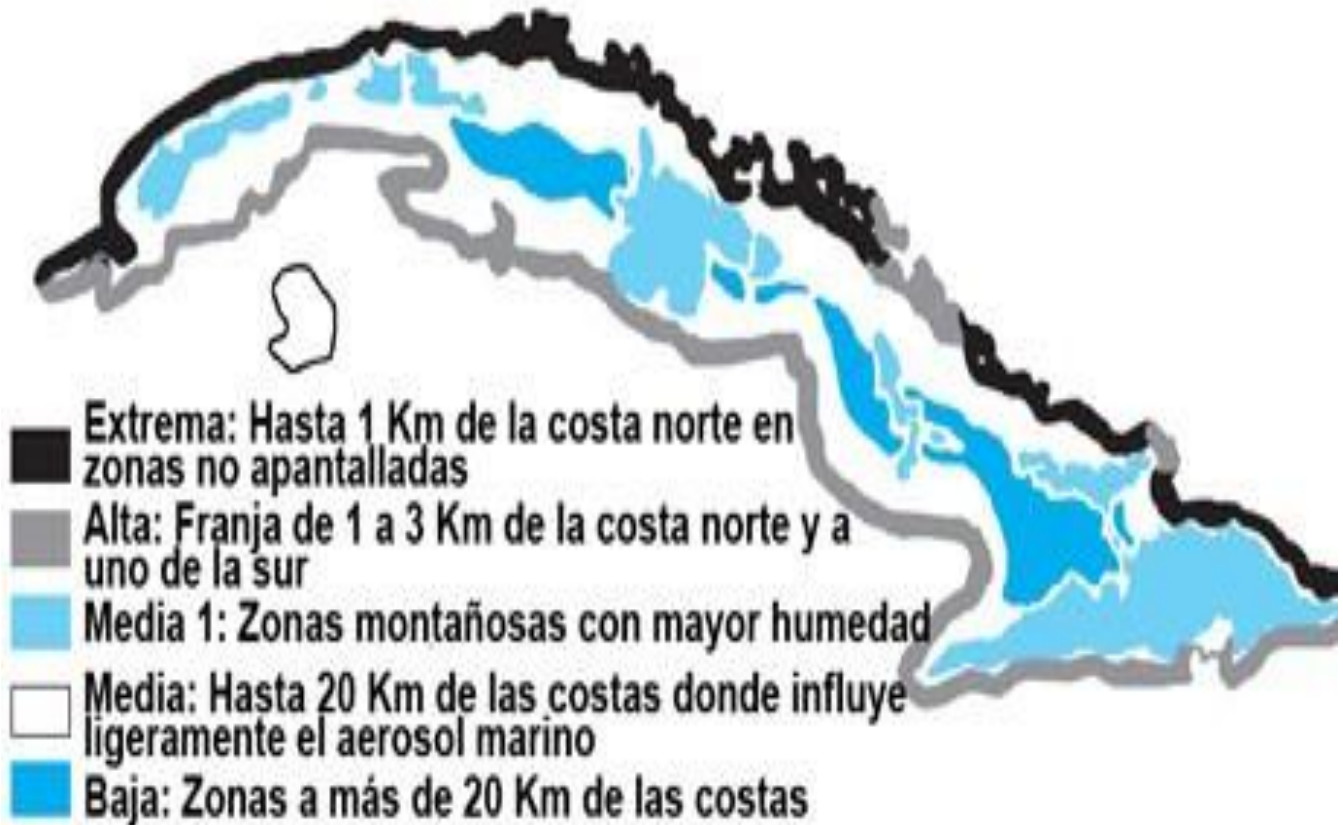 Extrema: Hasta 1 Km de la costa norte en
zonas no apantalladas
Alta: Franja de 1 a 3 Km de la costa norte y a
uno de la sur
Media 1: Zonas montañosas con mayor humedad
Media: Hasta 20 Km de las costas donde influye
ligeramente el aerosol marino
Baja: Zonas a más de 20 Km de las costas